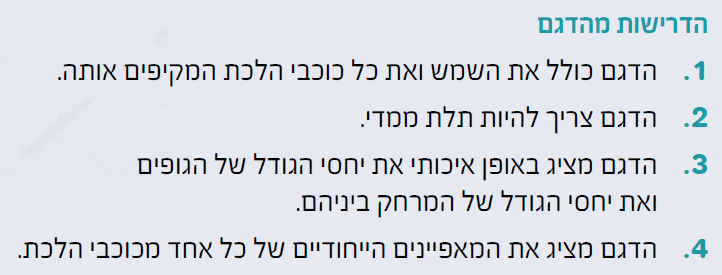 הדרישות מהדגם
1. הדגם כולל את השמש ואת כל כוכבי הלכת המקיפים אותה.
2. הדגם צריך להיות תלת ממדי.
3. הדגם מציג באופן איכותי את יחסי הגודל של הגופים
ואת יחסי הגודל של המרחק ביניהם.
4. הדגם מציג את המאפיינים הייחודיים של כל אחד מכוכבי הלכת.